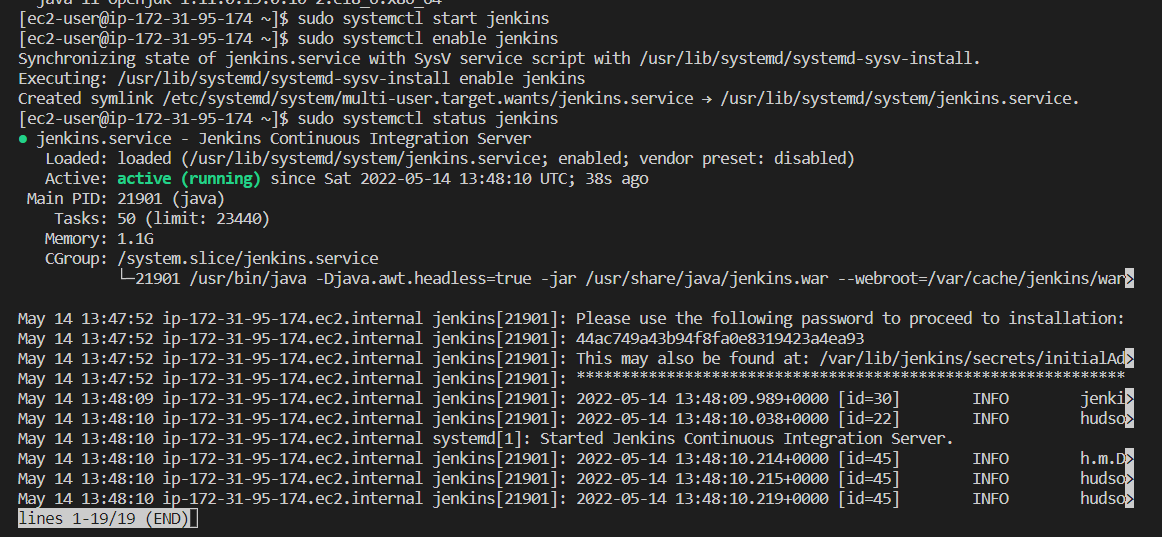 java-11-openjdk-1.11.0.15.0.10-2.el8_6.x86_64
[ec2-user@ip-172-31-95-174 ~]$ sudo systemctl start jenkins
[ec2-user@ip-172-31-95-174 ~]$ sudo systemctl enable jenkins
Synchronizing state of jenkins.service with SysV service script with /usr/lib/systemd/systemd-sysv-install.
Executing: /usr/lib/systemd/systemd-sysv-install enable jenkins
Created symlink /etc/systemd/system/multi-user.target.wants/jenkins.service → /usr/lib/systemd/system/jenkins.service.
[ec2-user@ip-172-31-95-174 ~]$ sudo systemctl status jenkins
● jenkins.service - Jenkins Continuous Integration Server
Loaded: loaded (/usr/lib/systemd/system/jenkins.service; enabled; vendor preset: disabled)
Active: active (running) since Sat 2022-05-14 13:48:10 UTC; 38s ago
Main PID: 21901 (java)
Tasks: 50 (limit: 23440)
Memory: 1.1G
CGroup: /system.slice/jenkins.service
└─21901 /usr/bin/java -Djava.awt.headless=true -jar /usr/share/java/jenkins.war --webroot=/var/cache/jenkins/war>
May 14 13:47:52 ip-172-31-95-174.ec2.internal jenkins[21901]: Please use the following password to proceed to installation:
May 14 13:47:52 ip-172-31-95-174.ec2.internal jenkins[21901]: 44ac749a43b94f8fa0e8319423a4ea93
May 14 13:47:52 ip-172-31-95-174.ec2.internal jenkins[21901]: This may also be found at: /var/lib/jenkins/secrets/initialAd>
May 14 13:47:52 ip-172-31-95-174.ec2.internal jenkins[21901]: *************************************************************
May 14 13:48:09 ip-172-31-95-174.ec2.internal jenkins[21901]: 2022-05-14 13:48:09.989+0000 [id=30] INFO jenki>
May 14 13:48:10 ip-172-31-95-174.ec2.internal jenkins[21901]: 2022-05-14 13:48:10.038+0000 [id=22] INFO hudso>
May 14 13:48:10 ip-172-31-95-174.ec2.internal systemd[1]: Started Jenkins Continuous Integration Server.
May 14 13:48:10 ip-172-31-95-174.ec2.internal jenkins[21901]: 2022-05-14 13:48:10.214+0000 [id=45] INFO h.m.D>
May 14 13:48:10 ip-172-31-95-174.ec2.internal jenkins[21901]: 2022-05-14 13:48:10.215+0000 [id=45] INFO hudso>
May 14 13:48:10 ip-172-31-95-174.ec2.internal jenkins[21901]: 2022-05-14 13:48:10.219+0000 [id=45] INFO hudso>
lines 1-19/19 (END)